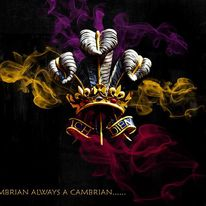 ICH DIEN
MBRIAN ALWAYS A CAMBRIAN......